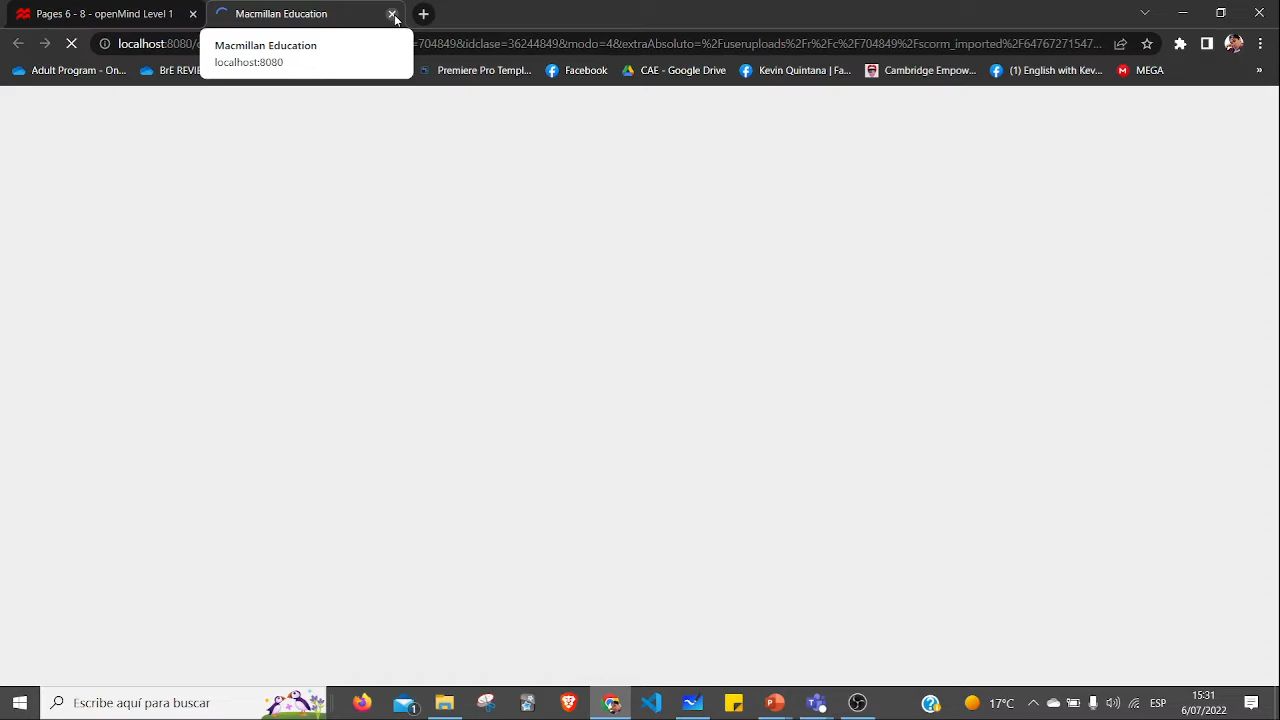 Pages 6 - 8 - openMind Level 1
Macmillan Education
localhost:8080/
=704849&idclase=36244849&modo=4&extraAbsoluto=%2Fuseruploads%2Fr%2Fc%2F704849%2Fscorm_imported%2F64767271547...
Macmillan Education
localhost:8080
Adult Program - On...
BrE REVIE
Premiere Pro Templ...
Facebook
CAE - Google Drive
Kevin Quintana | Fa...
Cambridge Empow...
(1) English with Kev...
MEGA
»
Escribe aquí para buscar
1
17°C
ESP
15:31
6/07/2022